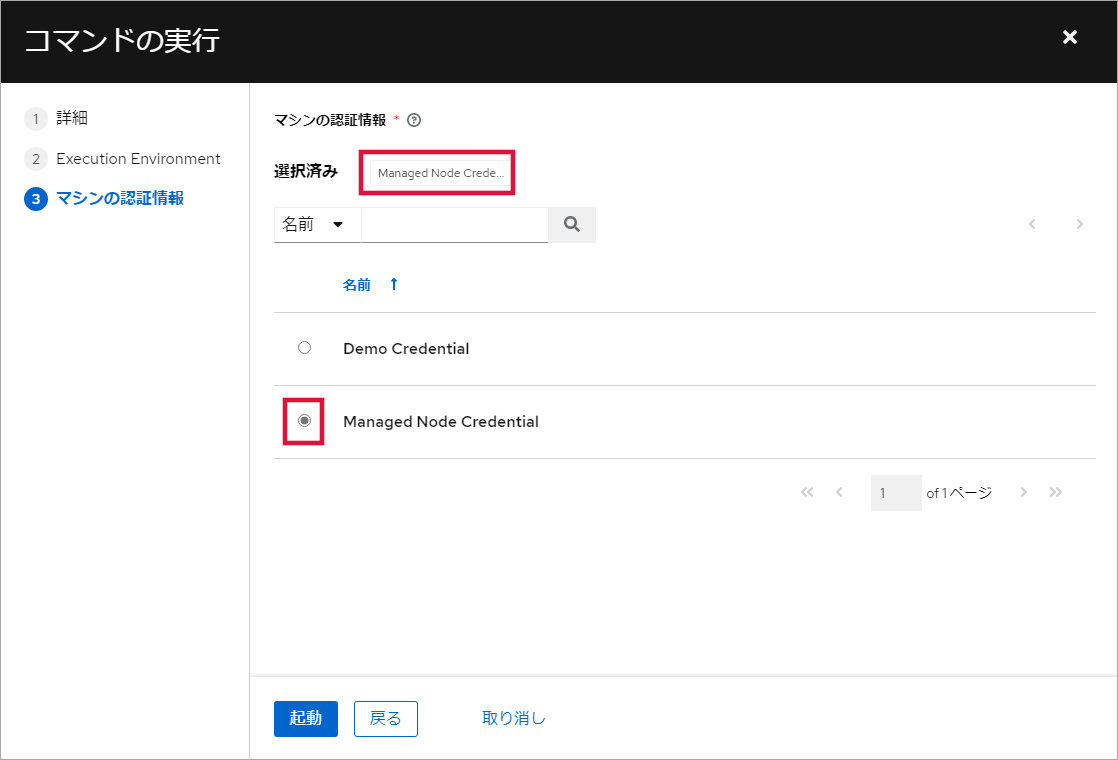 コマンドの実行
1 詳細
2 Execution Environment
3 マシンの認証情報
マシンの認証情報 *
選択済み Managed Node Crede...
名前
名前
Demo Credential
Managed Node Credential
1 of 1 ページ
起動 戻る 取り消し